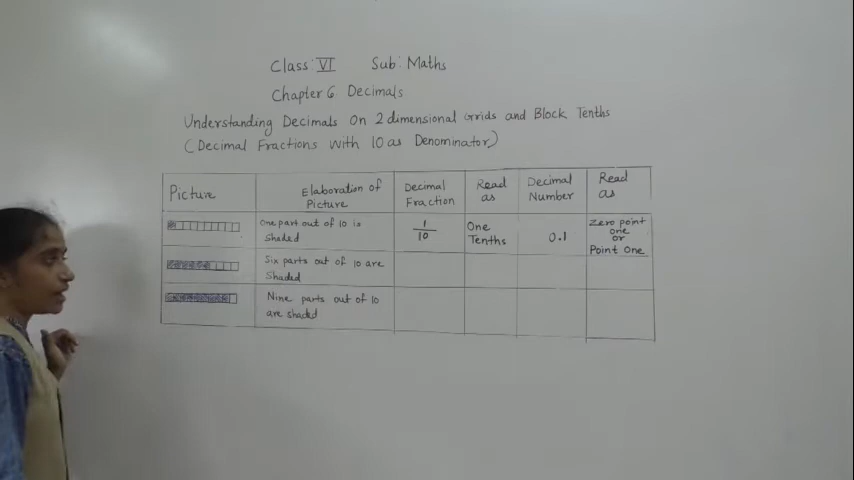 Class: VI Sub: Maths
Chapter 6 Decimals
Understanding Decimals On 2 dimensional Grids and Block Tenths
(Decimal Fractions With 10 as Denominator)
Picture
Elaboration of
Picture
Decimal
Fraction
Read
as
Decimal
Number
Read
as
One part out of 10 is
shaded
1
10
One
Tenths
0.1
Zero point
one
or
Point One
Six parts out of 10 are
shaded
Nine parts out of 10
are shaded